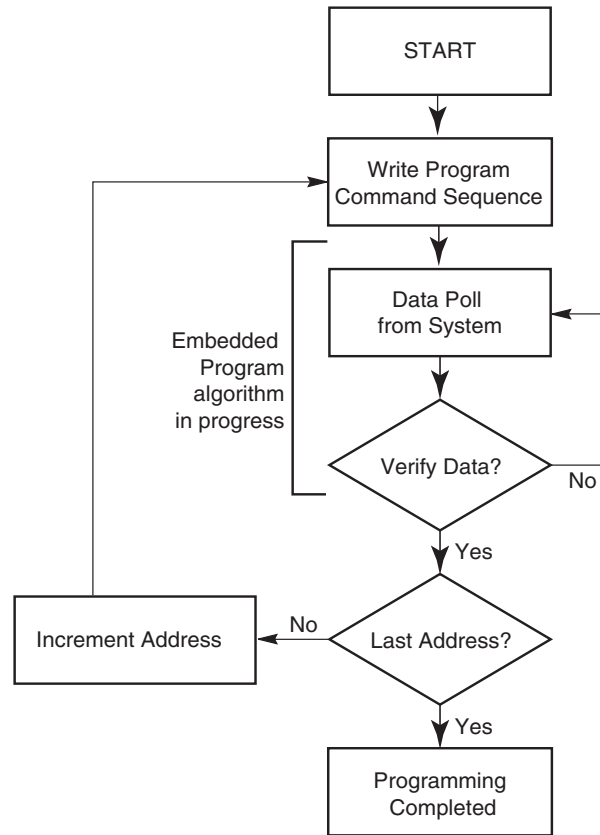 START
Write Program
Command Sequence
Data Poll
from System
Embedded
Program
algorithm
in progress
Verify Data?
No
Yes
Increment Address
No
Last Address?
Yes
Programming
Completed